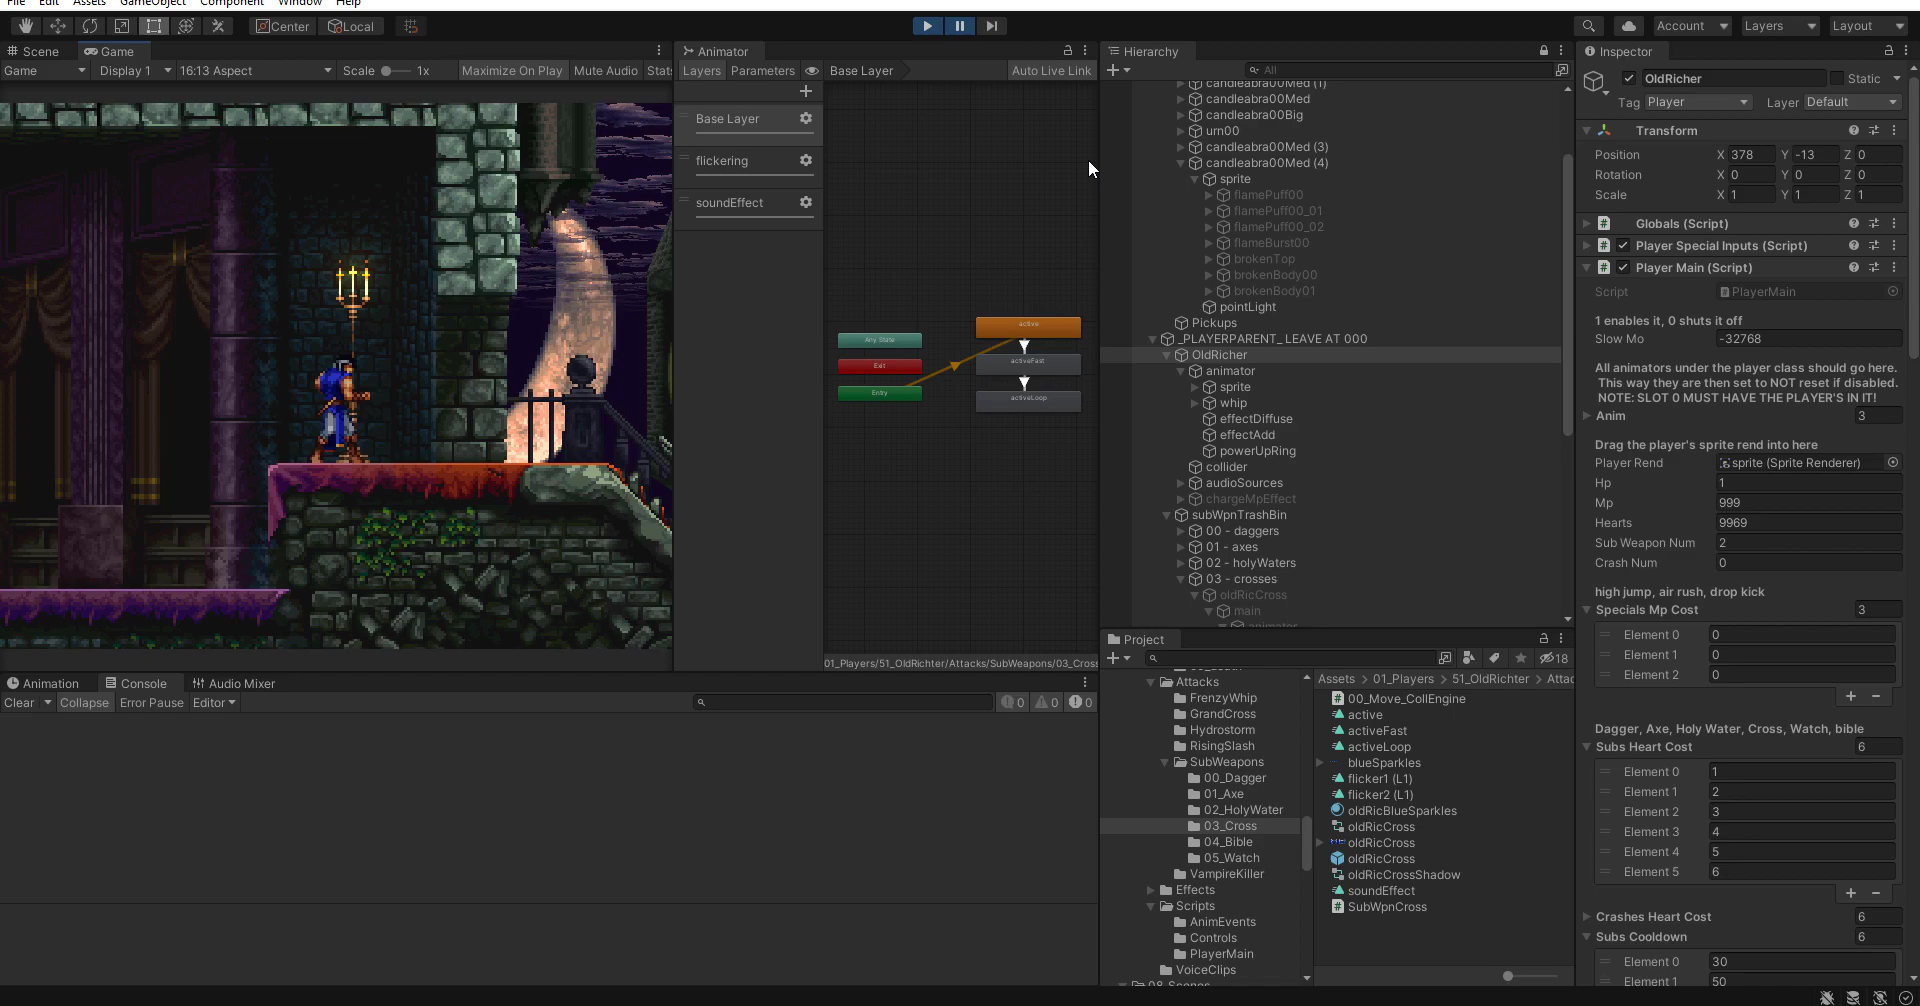 File Edit Assets GameObject Component Window Help
Center Local
Account Layers Layout
Scene Game
Game Display 1 16:13 Aspect Scale 1x Maximize On Play Mute Audio Stats
Animator
Layers Parameters Base Layer Auto Live Link
Base Layer
flickering
soundEffect
Any State
Exit
Entry
active
activeFast
activeLoop
01_Players/51_OldRichter/Attacks/SubWeapons/03_Cross
Animation Console Audio Mixer
Clear Collapse Error Pause Editor
0 0 0
Hierarchy
All
candleabra00Med (1)
candleabra00Med
candleabra00Big
urn00
candleabra00Med (3)
candleabra00Med (4)
sprite
flamePuff00
flamePuff00_01
flamePuff00_02
flameBurst00
brokenTop
brokenBody00
brokenBody01
pointLight
Pickups
_PLAYERPARENT_ LEAVE AT 000
OldRicher
animator
sprite
whip
effectDiffuse
effectAdd
powerUpRing
collider
audioSources
chargeMpEffect
subWpnTrashBin
00 - daggers
01 - axes
02 - holyWaters
03 - crosses
oldRicCross
main
animator
Project
18
Attacks
FrenzyWhip
GrandCross
Hydrostorm
RisingSlash
SubWeapons
00_Dagger
01_Axe
02_HolyWater
03_Cross
04_Bible
05_Watch
VampireKiller
Effects
Scripts
AnimEvents
Controls
PlayerMain
VoiceClips
08_Scenes
Assets > 01_Players > 51_OldRichter > Attac
00_Move_CollEngine
active
activeFast
activeLoop
blueSparkles
flicker1 (L1)
flicker2 (L1)
oldRicBlueSparkles
oldRicCross
oldRicCross
oldRicCross
oldRicCrossShadow
soundEffect
SubWpnCross
Inspector
OldRicher Static
Tag Player Layer Default
Transform
Position X 378 Y -13 Z 0
Rotation X 0 Y 0 Z 0
Scale X 1 Y 1 Z 1
Globals (Script)
Player Special Inputs (Script)
Player Main (Script)
Script PlayerMain
1 enables it, 0 shuts it off
Slow Mo -32768
All animators under the player class should go here.
This way they are then set to NOT reset if disabled.
NOTE: SLOT 0 MUST HAVE THE PLAYER'S IN IT!
Anim 3
Drag the player's sprite rend into here
Player Rend sprite (Sprite Renderer)
Hp 1
Mp 999
Hearts 9969
Sub Weapon Num 2
Crash Num 0
high jump, air rush, drop kick
Specials Mp Cost 3
Element 0 0
Element 1 0
Element 2 0
Dagger, Axe, Holy Water, Cross, Watch, bible
Subs Heart Cost 6
Element 0 1
Element 1 2
Element 2 3
Element 3 4
Element 4 5
Element 5 6
Crashes Heart Cost 6
Subs Cooldown 6
Element 0 30
Element 1 50